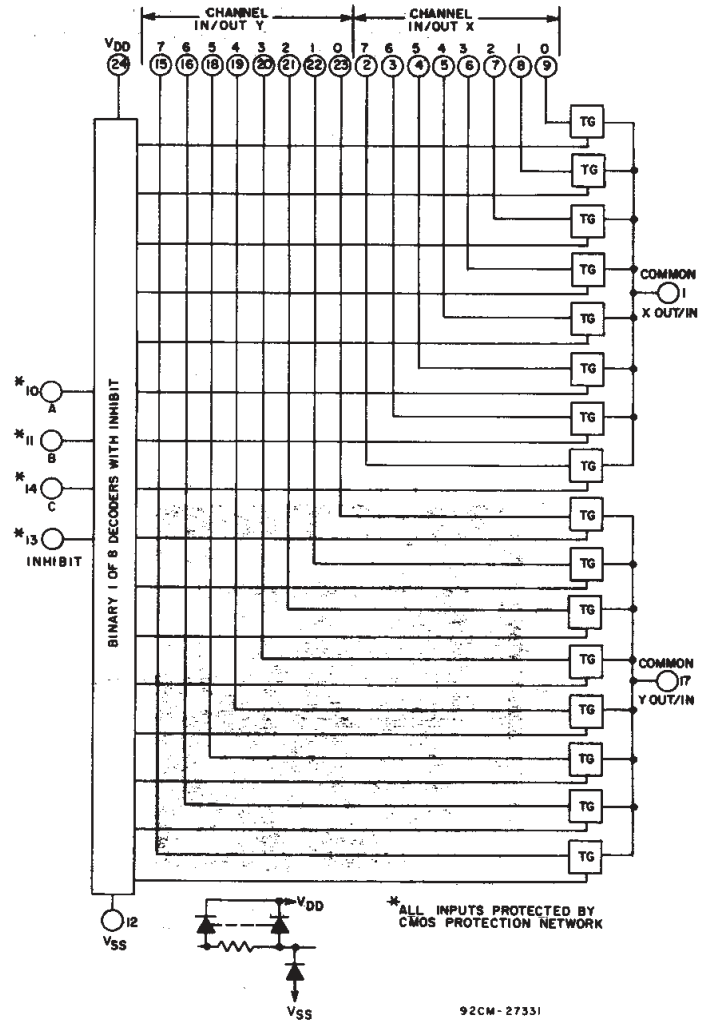 CHANNEL
IN/OUT Y
CHANNEL
IN/OUT X
VDD
7 6 5 4 3 2 1 0 7 6 5 4 3 2 1 0
24 15 16 18 19 20 21 22 23 2 3 4 5 6 7 8 9
TG
TG
TG
TG
COMMON
1
X OUT/IN
TG
TG
TG
TG
*10
A
*11
B
*14
C
*13
INHIBIT
BINARY 1 OF 8 DECODERS WITH INHIBIT
TG
TG
TG
TG
COMMON
17
Y OUT/IN
TG
TG
TG
TG
12
VSS
VDD
VSS
*ALL INPUTS PROTECTED BY
CMOS PROTECTION NETWORK
92CM-27331